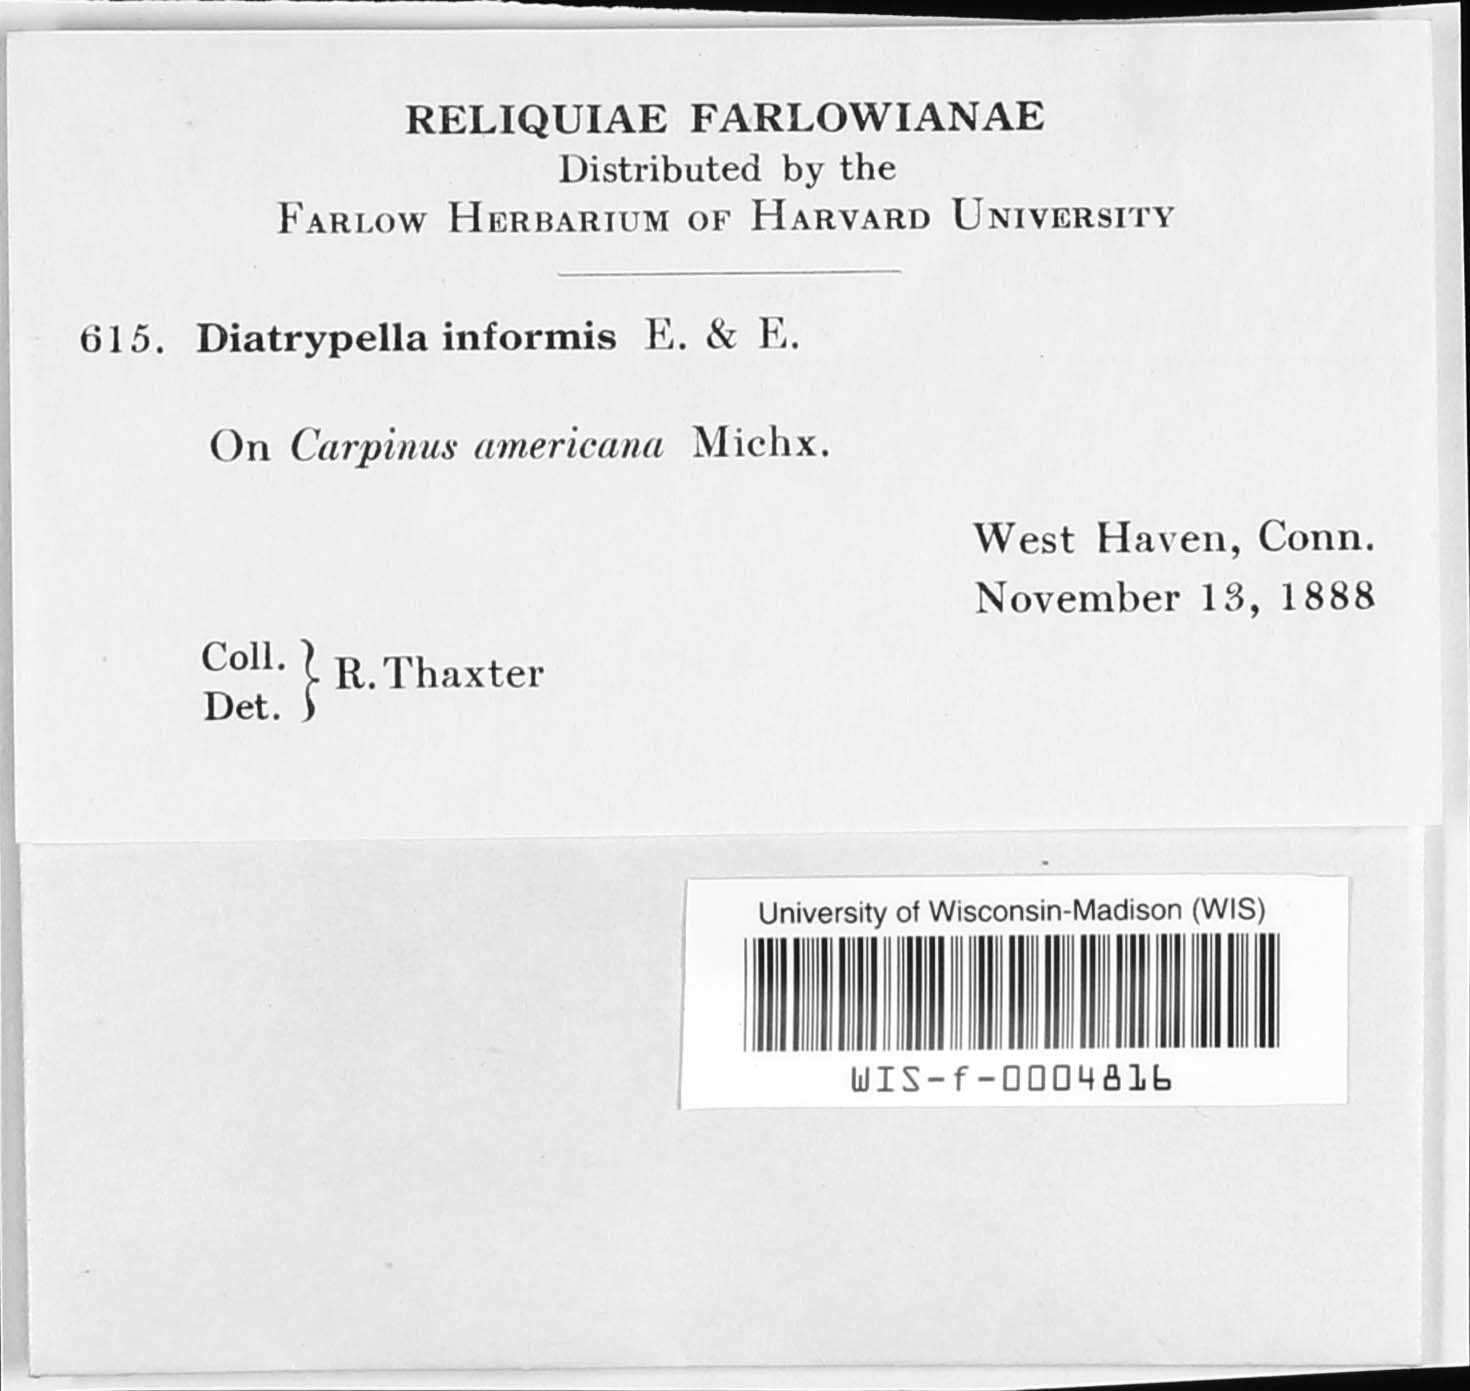 RELIQUIAE FARLOWIANAE
Distributed by the
FARLOW HERBARIUM OF HARVARD UNIVERSITY
615. Diatrypella informis E. & E.
On Carpinus americana Michx.
West Haven, Conn.
November 13, 1888
Coll.
Det. } R. Thaxter
University of Wisconsin-Madison (WIS)
WIS-f-0004816